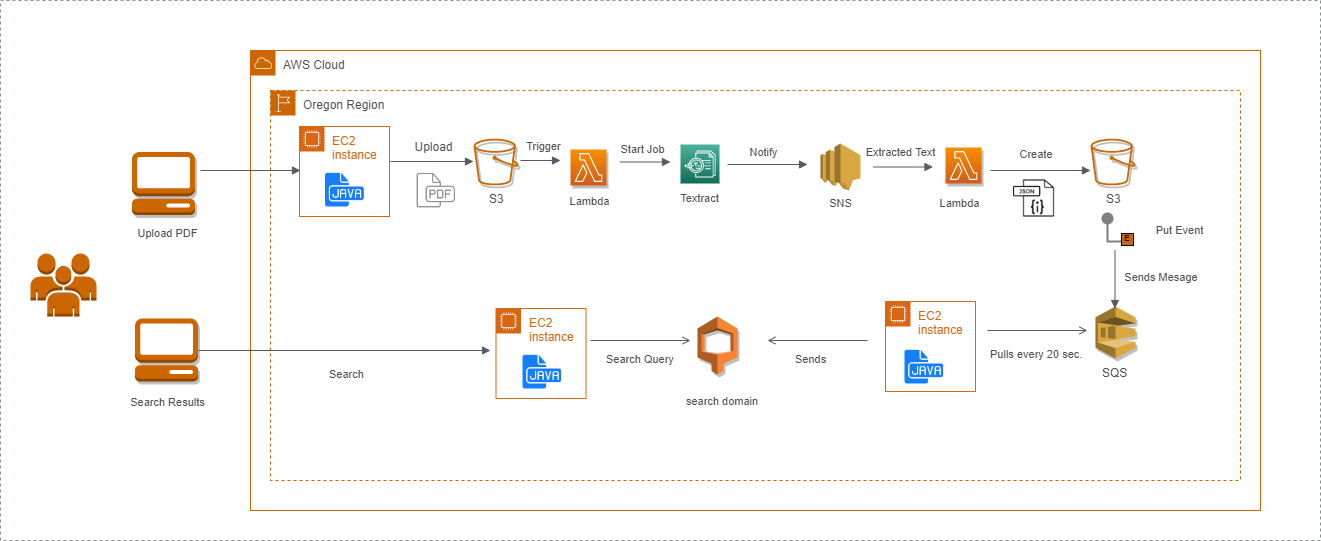 AWS Cloud
Oregon Region
EC2
instance
JAVA
Upload
PDF
S3
Trigger
Lambda
Start Job
Textract
Notify
SNS
Extracted Text
Lambda
Create
JSON
{i}
S3
Upload PDF
E
Put Event
Sends Mesage
EC2
instance
JAVA
Search Query
search domain
Sends
EC2
instance
JAVA
Pulls every 20 sec.
SQS
Search
Search Results